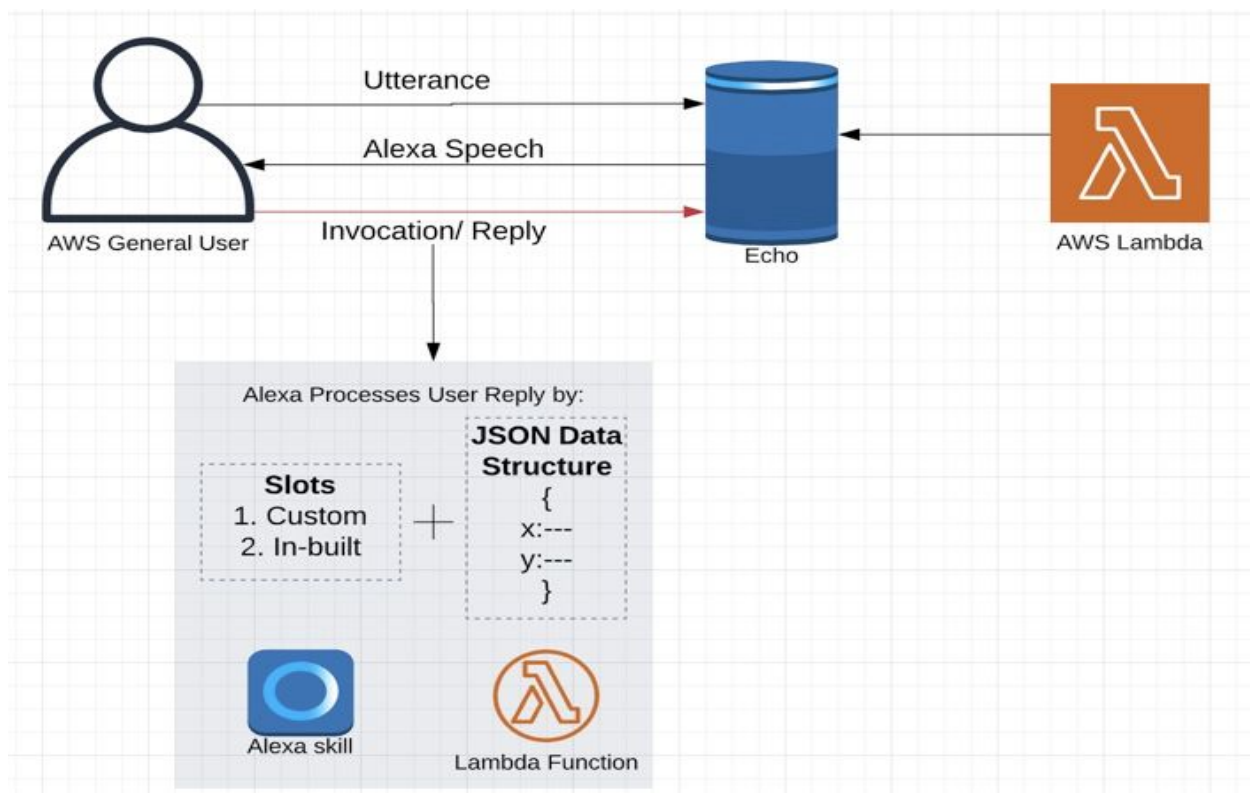 Utterance
Alexa Speech
Invocation/ Reply
AWS General User
Echo
AWS Lambda
Alexa Processes User Reply by:
Slots
1. Custom
2. In-built
JSON Data
Structure
{
x:---
y:---
}
Alexa skill
Lambda Function